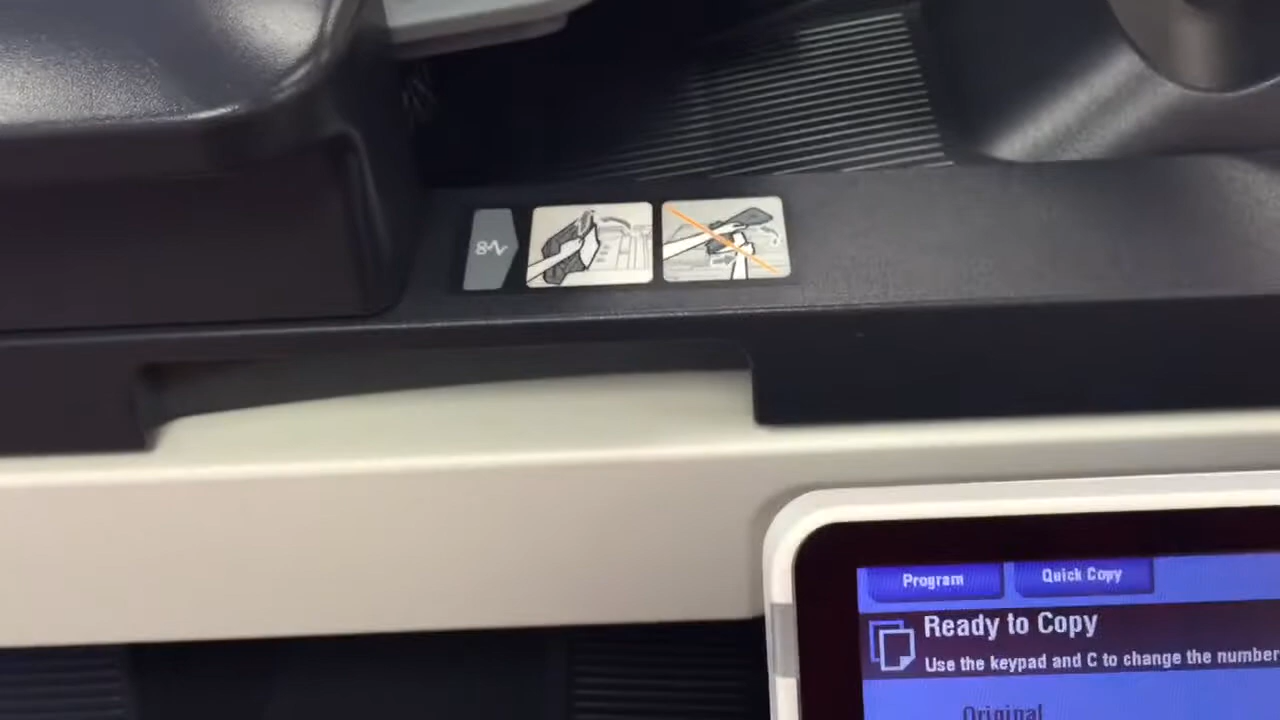 Program
Quick Copy
Ready to Copy
Use the keypad and C to change the number
Original